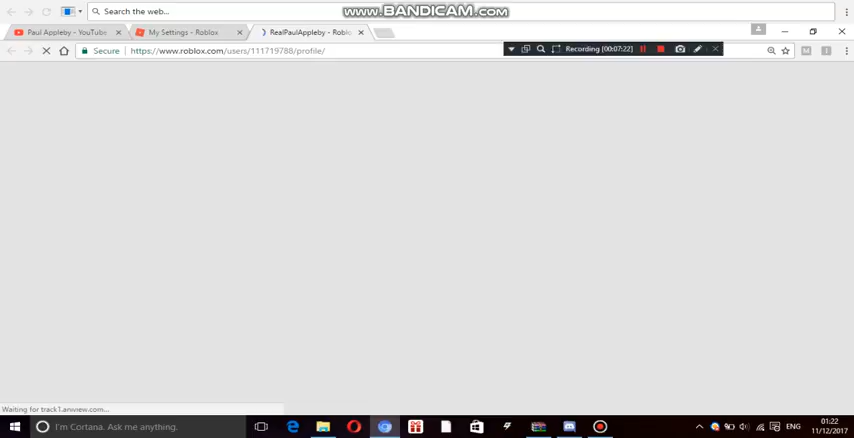 www.BANDICAM.com
Search the web...
Paul Appleby - YouTube
My Settings - Roblox
RealPaulAppleby - Roblo
Secure
https://www.roblox.com/users/111719788/profile/
Recording [00:07:22]
Waiting for track1.aniview.com...
I'm Cortana. Ask me anything.
ENG
01:22
11/12/2017